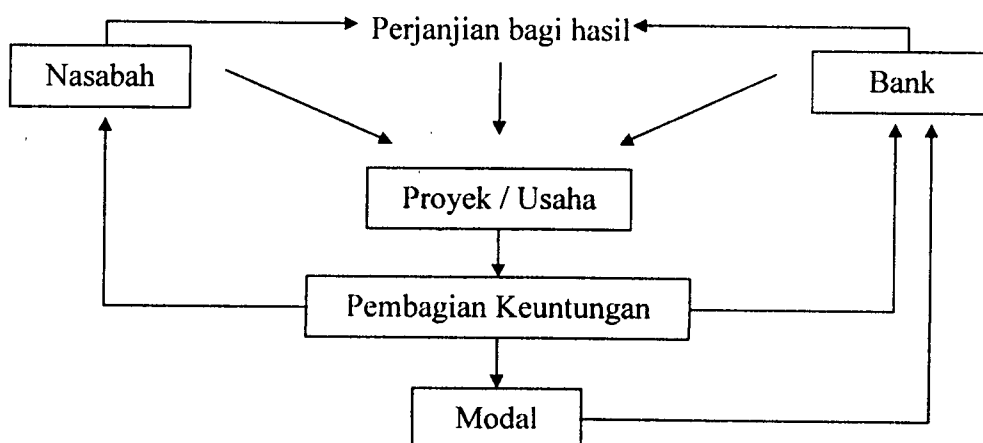 Perjanjian bagi hasil
Nasabah
Bank
Proyek / Usaha
Pembagian Keuntungan
Modal